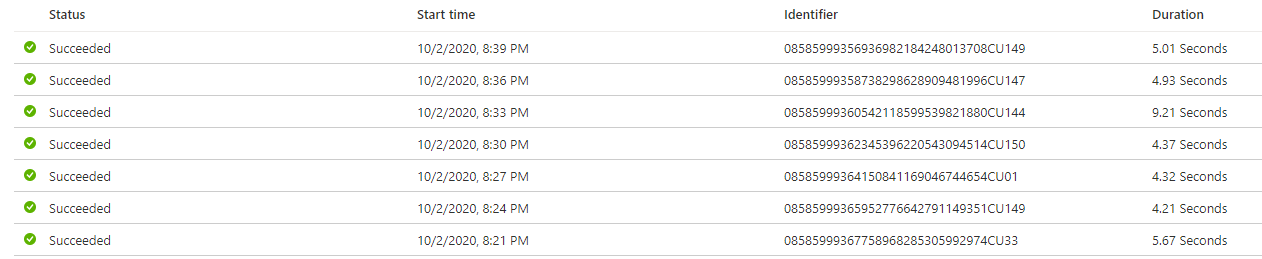 Status Start time Identifier Duration
Succeeded 10/2/2020, 8:39 PM 08585999356936982184248013708CU149 5.01 Seconds
Succeeded 10/2/2020, 8:36 PM 08585999358738298628909481996CU147 4.93 Seconds
Succeeded 10/2/2020, 8:33 PM 08585999360542118599539821880CU144 9.21 Seconds
Succeeded 10/2/2020, 8:30 PM 08585999362345396220543094514CU150 4.37 Seconds
Succeeded 10/2/2020, 8:27 PM 08585999364150841169046744654CU01 4.32 Seconds
Succeeded 10/2/2020, 8:24 PM 08585999365952776642791149351CU149 4.21 Seconds
Succeeded 10/2/2020, 8:21 PM 08585999367758968285305992974CU33 5.67 Seconds